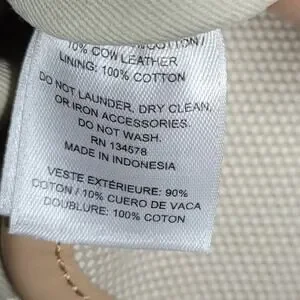 10% COW LEATHER
LINING: 100% COTTON
DO NOT LAUNDER, DRY CLEAN,
OR IRON ACCESSORIES.
DO NOT WASH.
RN 134578
MADE IN INDONESIA
VESTE EXTÉRIEURE: 90%
COTON / 10% CUERO DE VACA
DOUBLURE: 100% COTON